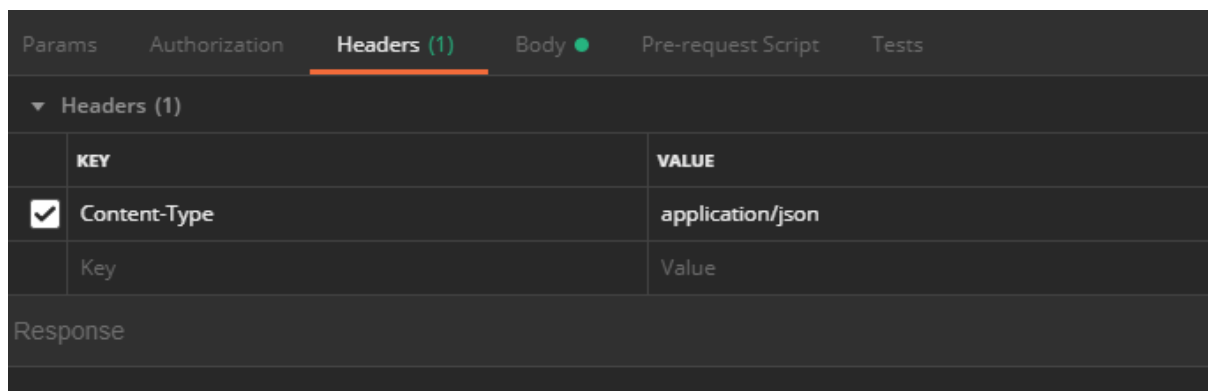 Params Authorization Headers (1) Body Pre-request Script Tests
Headers (1)
KEY VALUE
Content-Type application/json
Key Value
Response